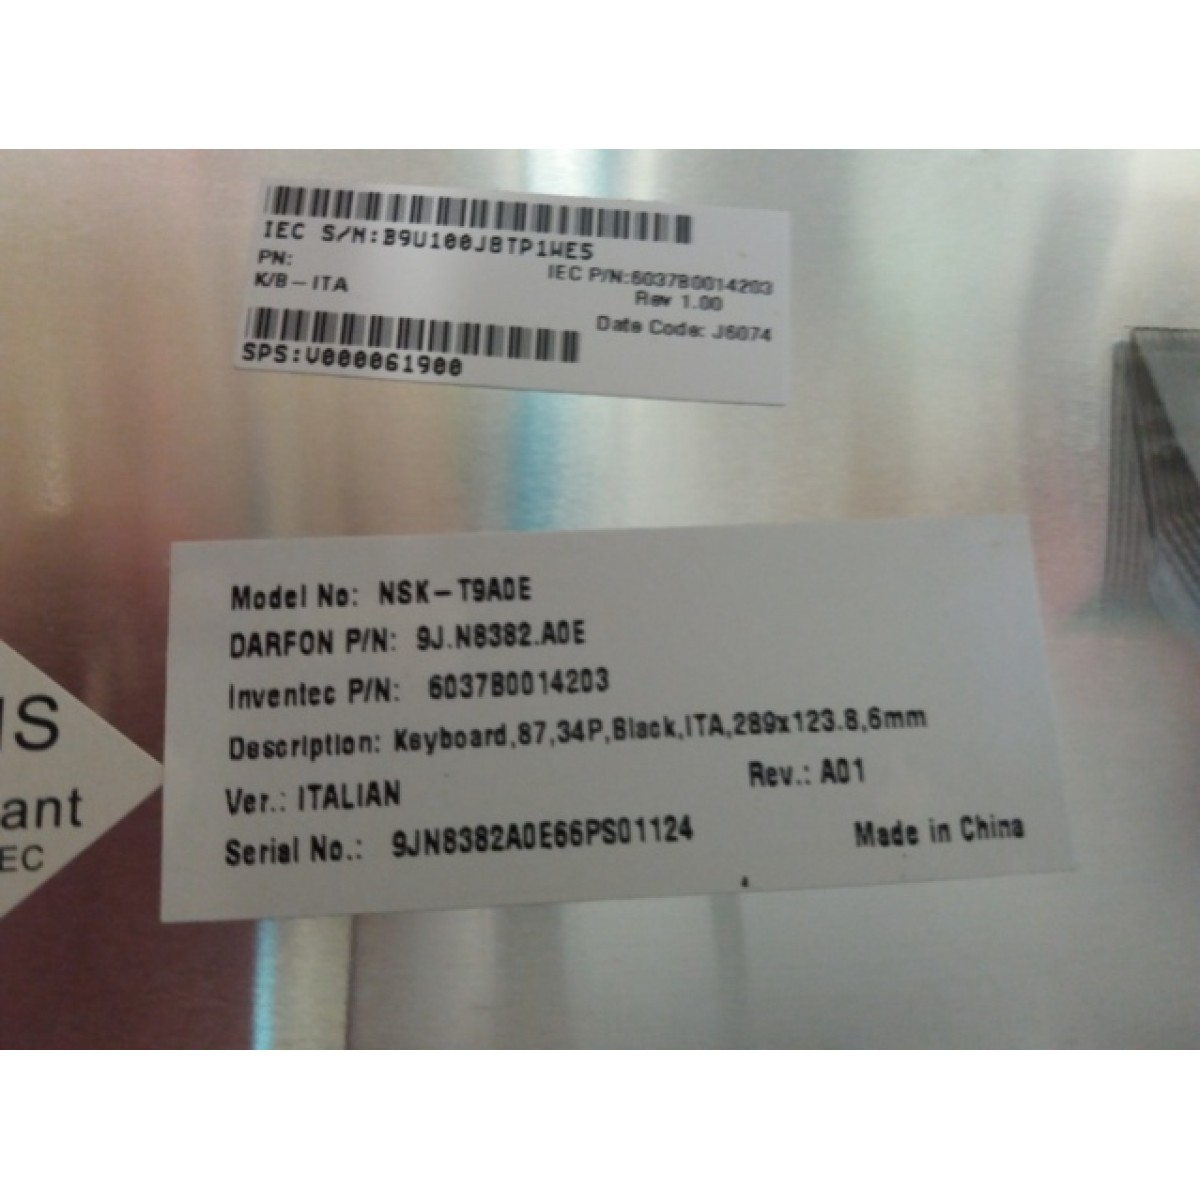 IEC S/N:B9U100J8TP1WE5
PN:
IEC P/N:6037B0014203
K/B-ITA
Rev 1.00
Date Code: J6074
SPS:V000061900
Model No: NSK-T9A0E
DARFON P/N: 9J.N8382.A0E
Inventec P/N: 6037B0014203
Description: Keyboard,87,34P,Black,ITA,289x123.8,6mm
Ver.: ITALIAN
Rev.: A01
Serial No.: 9JN8382A0E66PS01124
Made in China
ant
EC